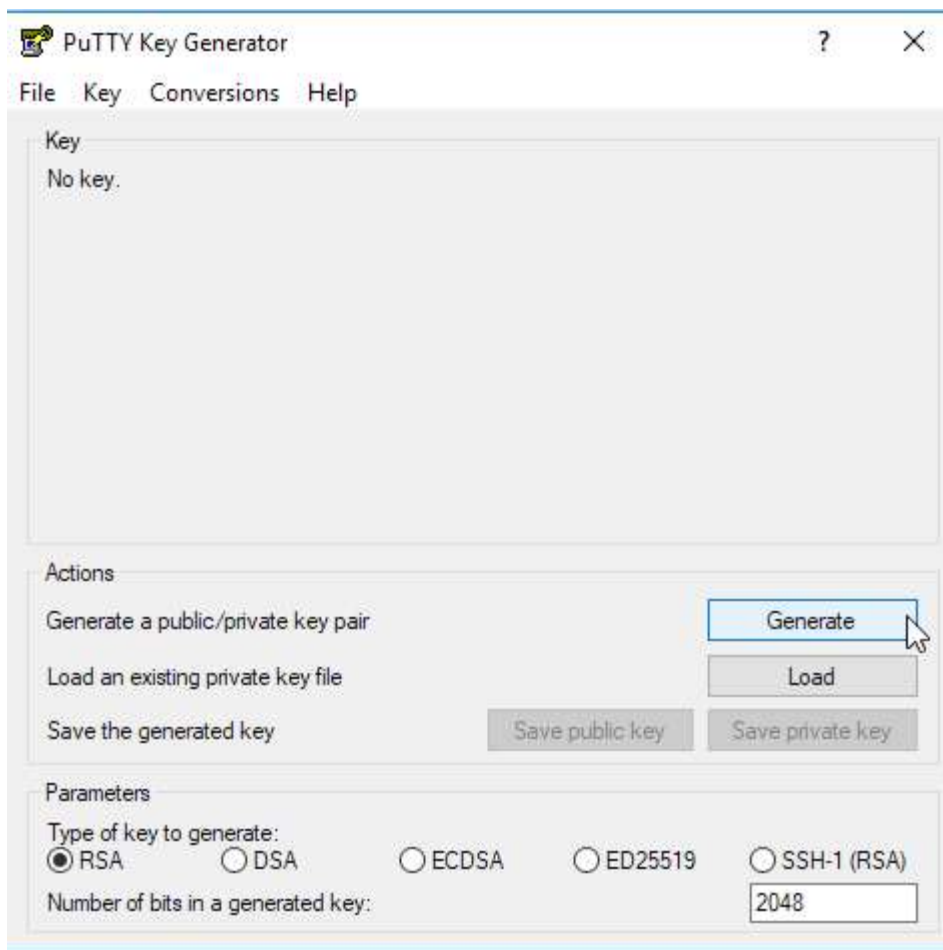 PuTTY Key Generator ?
File Key Conversions Help
Key
No key.
Actions
Generate a public/private key pair Generate
Load an existing private key file Load
Save the generated key Save public key Save private key
Parameters
Type of key to generate:
RSA DSA ECDSA ED25519 SSH-1 (RSA)
Number of bits in a generated key: 2048